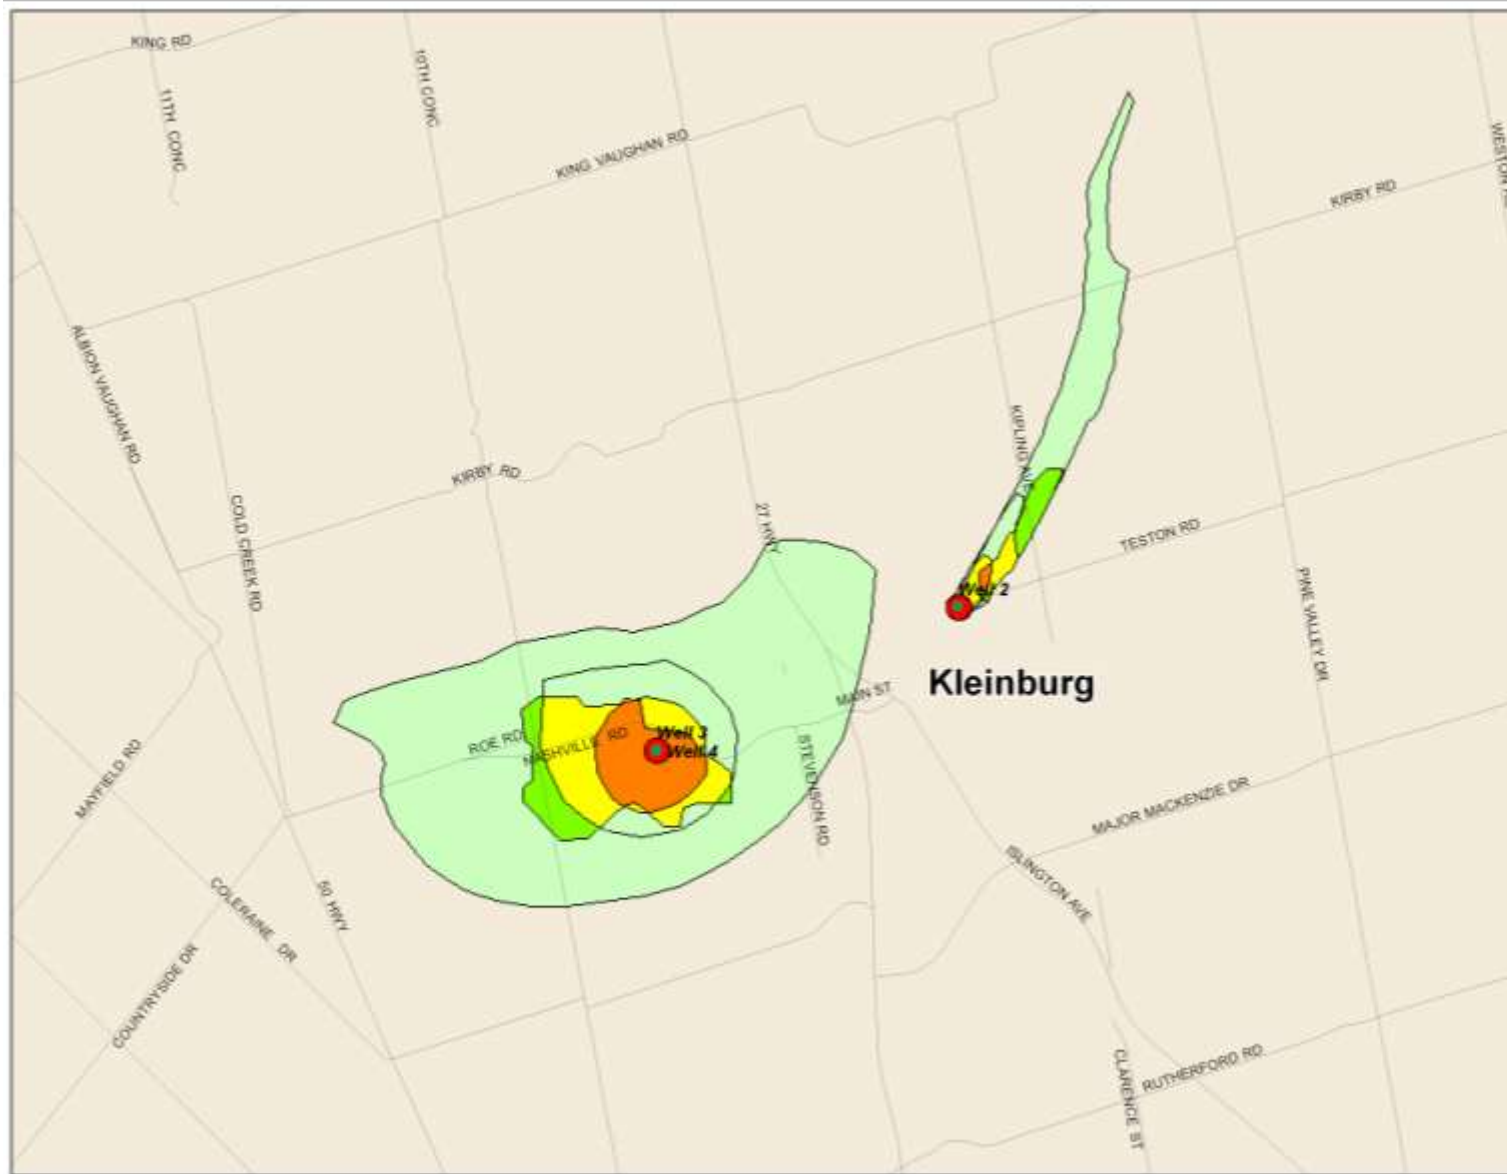 KING RD
11TH CONC
10TH CONC
KING VAUGHAN RD
WESTON RD
KIRBY RD
ALBION VAUGHAN RD
KIPLING AVE
KIRBY RD
COLD CREEK RD
27 HWY
TESTON RD
Well 2
PINE VALLEY DR
Kleinburg
MAIN ST
ROE RD
NASHVILLE RD
Well 3
Well 4
STEVENSON RD
MAYFIELD RD
MAJOR MACKENZIE DR
ISLINGTON AVE
COLERAINE DR
50 HWY
COUNTRYSIDE DR
CLARENCE ST
RUTHERFORD RD